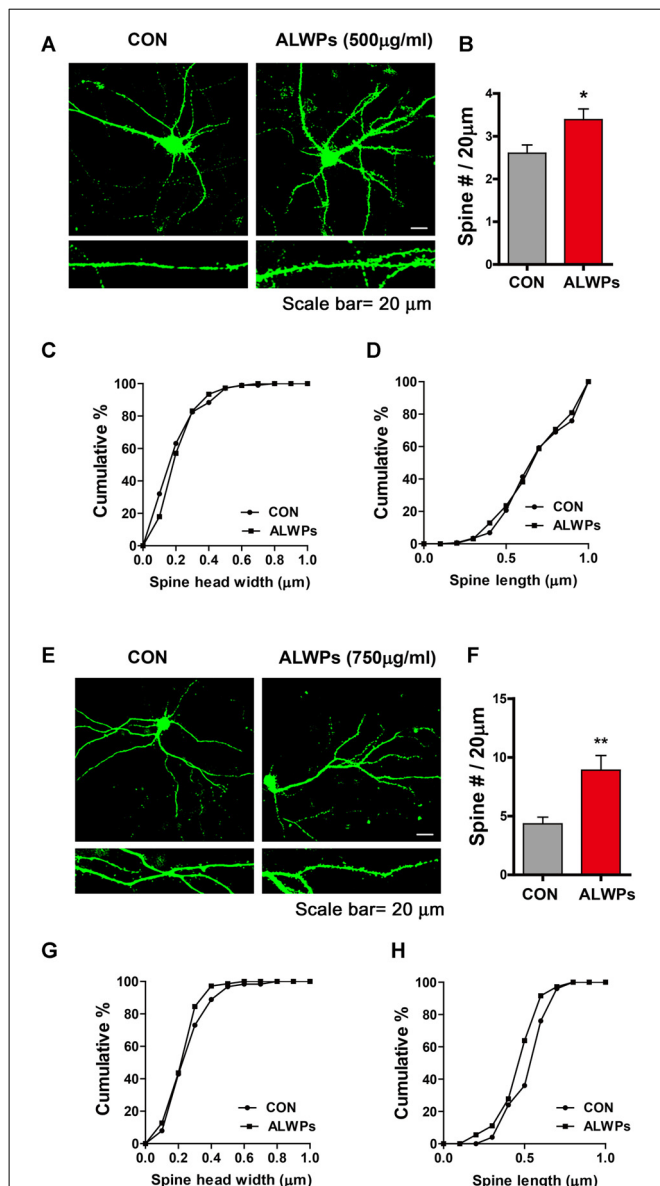 A
CON
ALWPs (500μg/ml)
Scale bar= 20 μm
B
Spine # / 20μm
4
3
2
1
0
*
CON
ALWPs
C
Cumulative %
100
80
60
40
20
0
CON
ALWPs
0.0 0.2 0.4 0.6 0.8 1.0
Spine head width (μm)
D
Cumulative %
100
80
60
40
20
0
CON
ALWPs
0.0 0.5 1.0
Spine length (μm)
E
CON
ALWPs (750μg/ml)
Scale bar= 20 μm
F
Spine # / 20μm
15
10
5
0
**
CON
ALWPs
G
Cumulative %
100
80
60
40
20
0
CON
ALWPs
0.0 0.2 0.4 0.6 0.8 1.0
Spine head width (μm)
H
Cumulative %
100
80
60
40
20
0
CON
ALWPs
0.0 0.5 1.0
Spine length (μm)